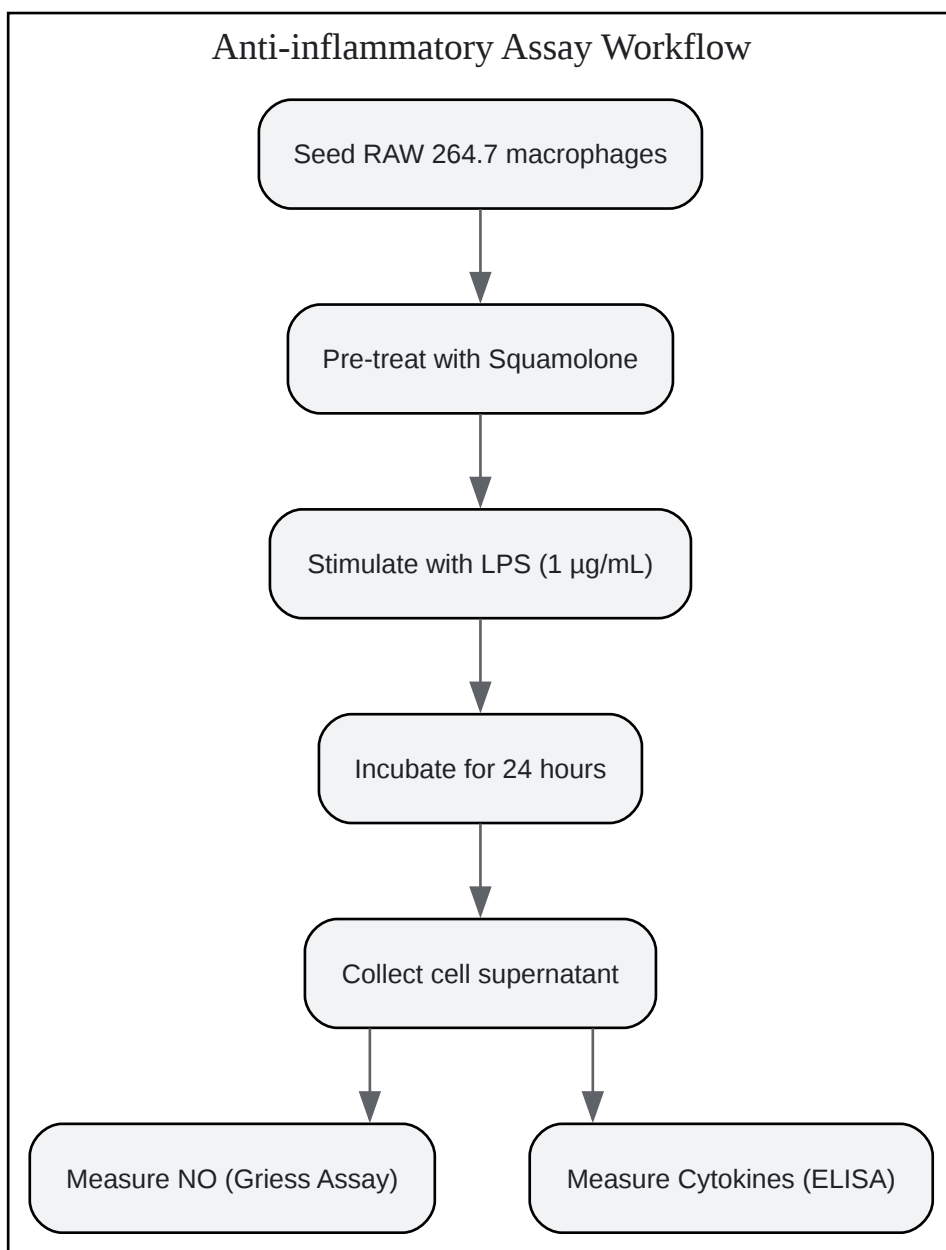 Anti-inflammatory Assay Workflow
Seed RAW 264.7 macrophages
Pre-treat with Squamolone
Stimulate with LPS (1 µg/mL)
Incubate for 24 hours
Collect cell supernatant
Measure NO (Griess Assay)
Measure Cytokines (ELISA)